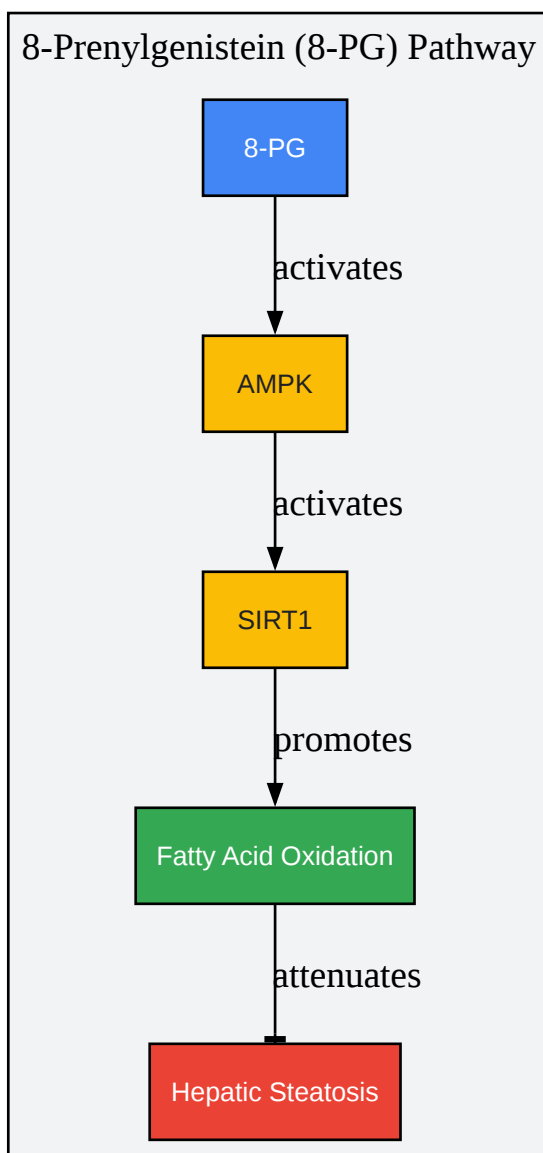 8-Prenylgenistein (8-PG) Pathway
8-PG
activates
AMPK
activates
SIRT1
promotes
Fatty Acid Oxidation
attenuates
Hepatic Steatosis